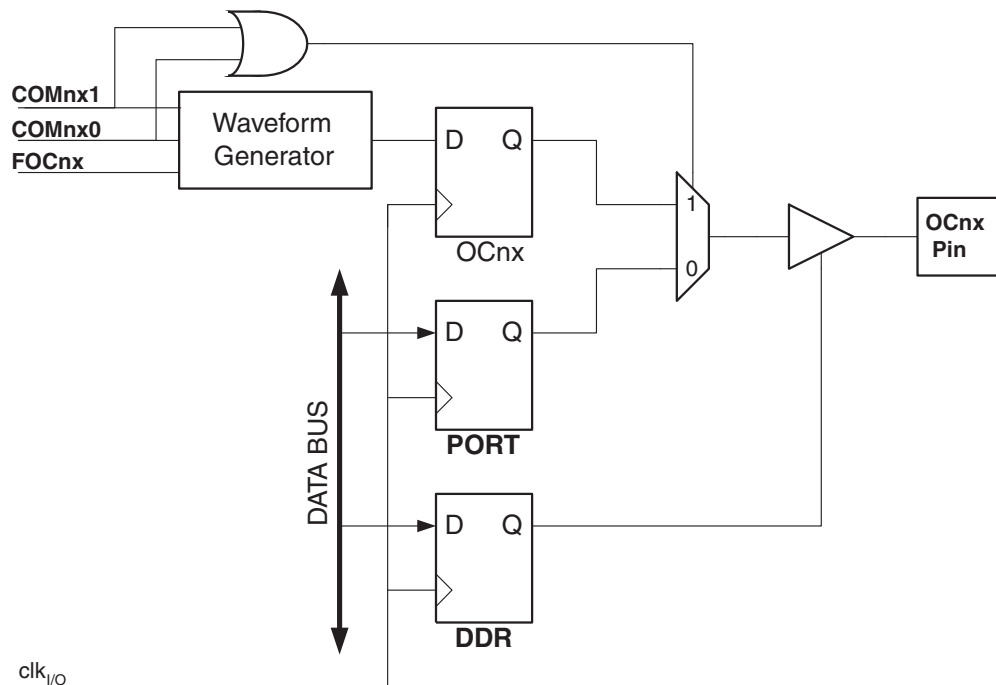 COMnx1
COMnx0
FOCnx
Waveform
Generator
D Q
OCnx
1
0
OCnx
Pin
D Q
PORT
DATA BUS
D Q
DDR
clkI/O